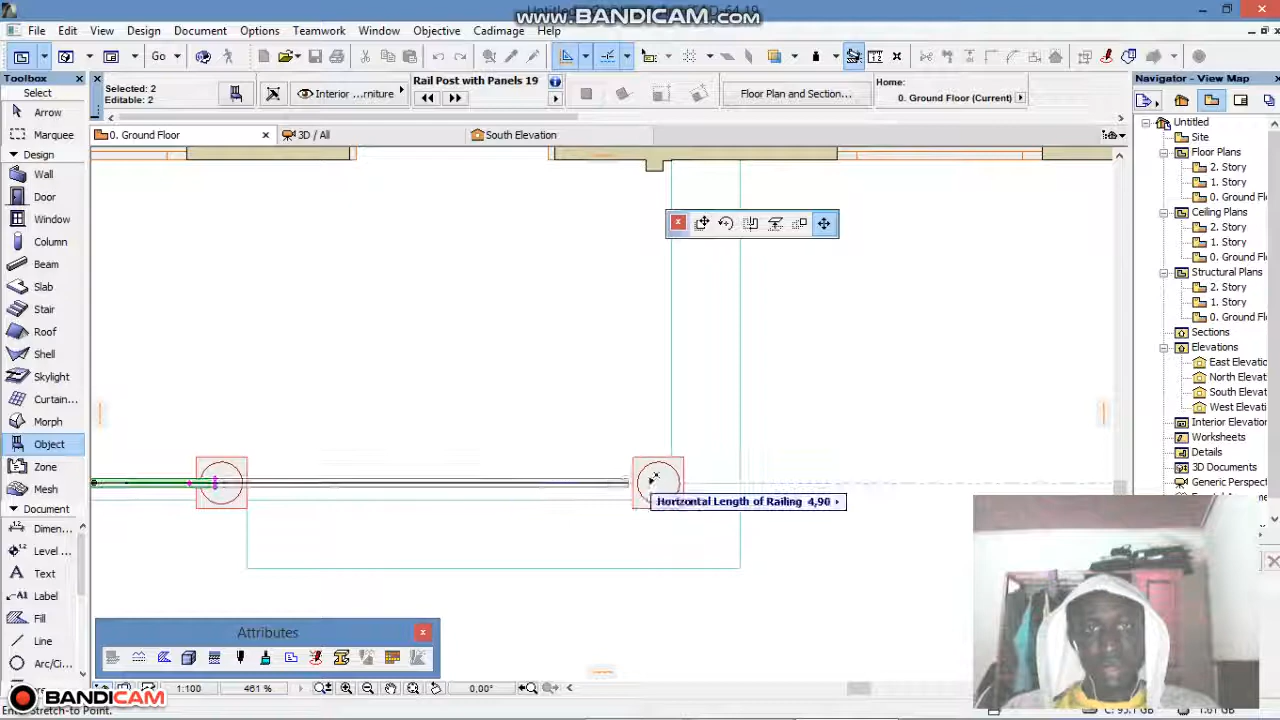 www.BANDICAM.com
File Edit View Design Document Options Teamwork Window Objective Cadimage Help
Toolbox
Go
Select
Arrow
Marquee
Design
Wall
Door
Window
Column
Beam
Slab
Stair
Roof
Shell
Skylight
Curtain...
Morph
Object
Zone
Mesh
Document
Dimen...
Level ...
Text
Label
Fill
Line
Arc/Ci...
Selected: 2
Editable: 2
Interior ...rniture
Rail Post with Panels 19
Floor Plan and Section...
Home:
0. Ground Floor (Current)
0. Ground Floor
3D / All
South Elevation
Horizontal Length of Railing 4,90
Attributes
1:100
461 %
0,00°
Enter Stretch-to Point.
BANDICAM
Navigator - View Map
Untitled
Site
Floor Plans
2. Story
1. Story
0. Ground Fl
Ceiling Plans
2. Story
1. Story
0. Ground Fl
Structural Plans
2. Story
1. Story
0. Ground Fl
Sections
Elevations
East Elevatio
North Elevat
South Elevat
West Elevati
Interior Elevation
Worksheets
Details
3D Documents
Generic Perspect